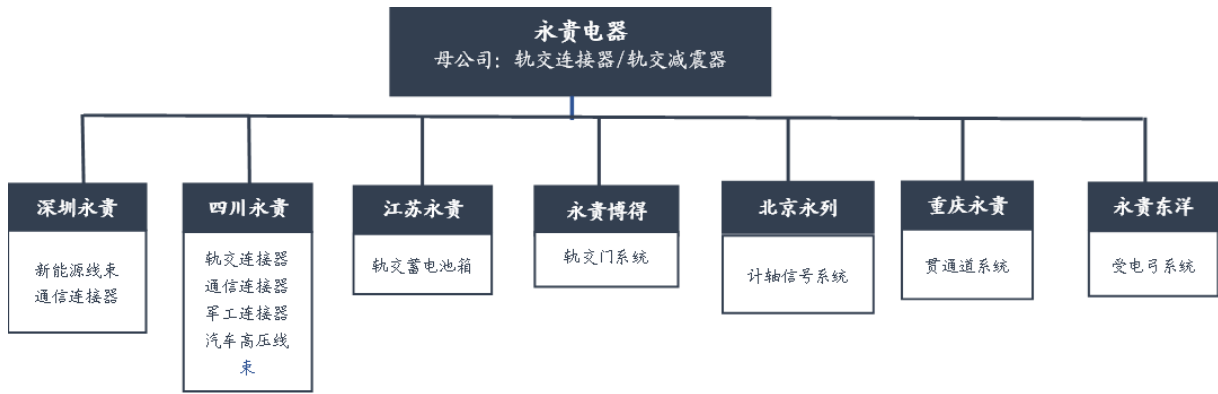 永贵电器
母公司：轨交连接器/轨交减震器
深圳永贵
新能源线束
通信连接器
四川永贵
轨交连接器
通信连接器
军工连接器
汽车高压线
束
江苏永贵
轨交蓄电池箱
永贵博得
轨交门系统
北京永列
计轴信号系统
重庆永贵
贯通道系统
永贵东洋
受电弓系统